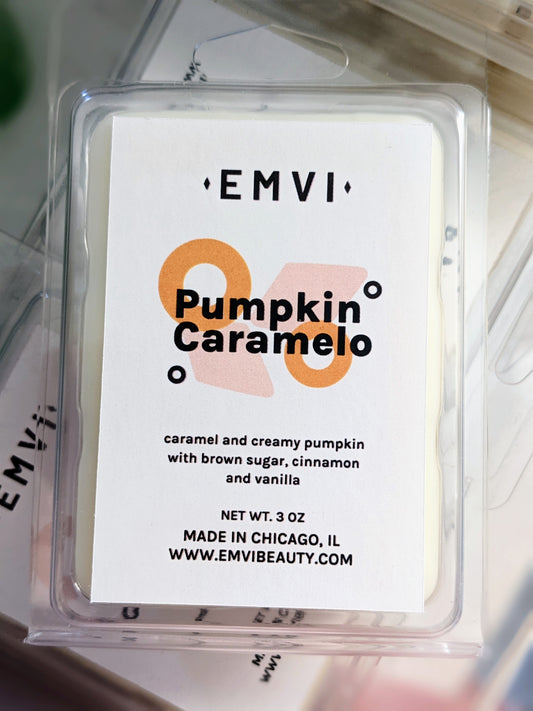 EMVI
Pumpkin
Caramelo
caramel and creamy pumpkin
with brown sugar, cinnamon
and vanilla
NET WT. 3 OZ
MADE IN CHICAGO, IL
WWW.EMVIBEAUTY.COM
EMVI